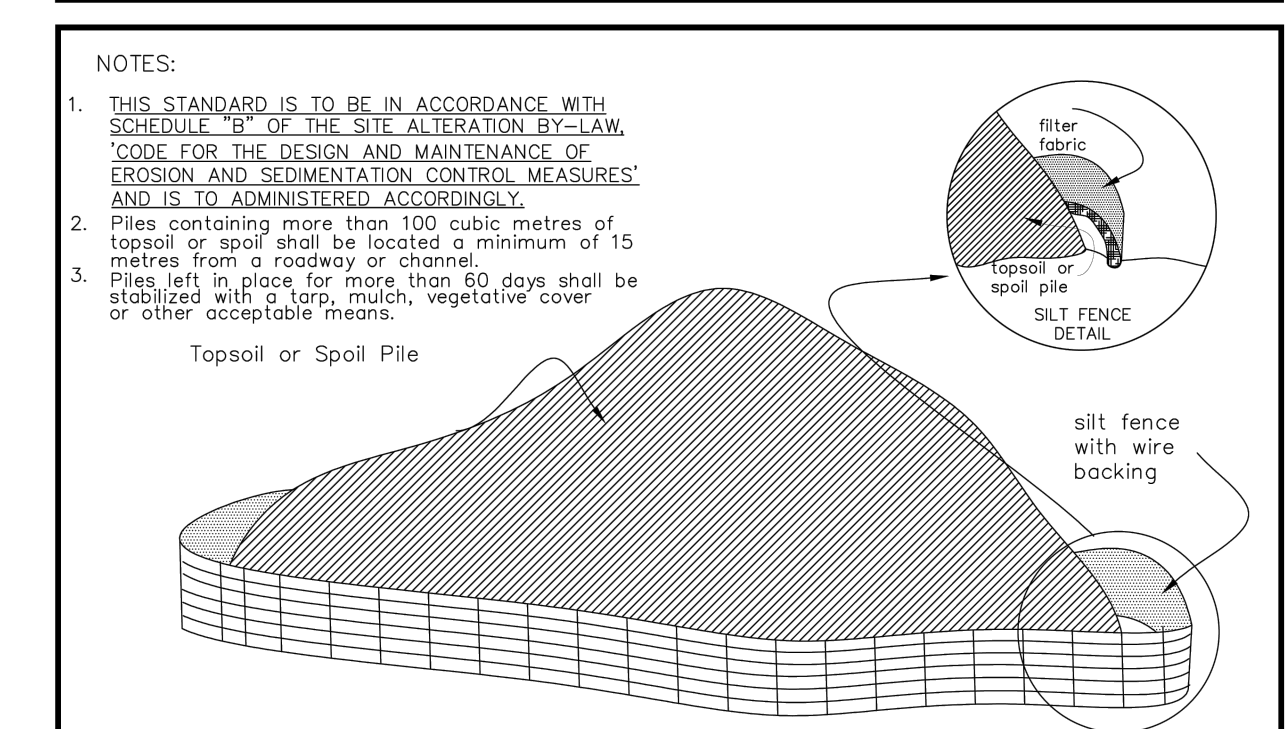 NOTES:
1. THIS STANDARD IS TO BE IN ACCORDANCE WITH
SCHEDULE "B" OF THE SITE ALTERATION BY-LAW,
'CODE FOR THE DESIGN AND MAINTENANCE OF
EROSION AND SEDIMENTATION CONTROL MEASURES'
AND IS TO ADMINISTERED ACCORDINGLY.
2. Piles containing more than 100 cubic metres of
topsoil or spoil shall be located a minimum of 15
metres from a roadway or channel.
3. Piles left in place for more than 60 days shall be
stabilized with a tarp, mulch, vegetative cover
or other acceptable means.
Topsoil or Spoil Pile
filter
fabric
topsoil or
spoil pile
SILT FENCE
DETAIL
silt fence
with wire
backing